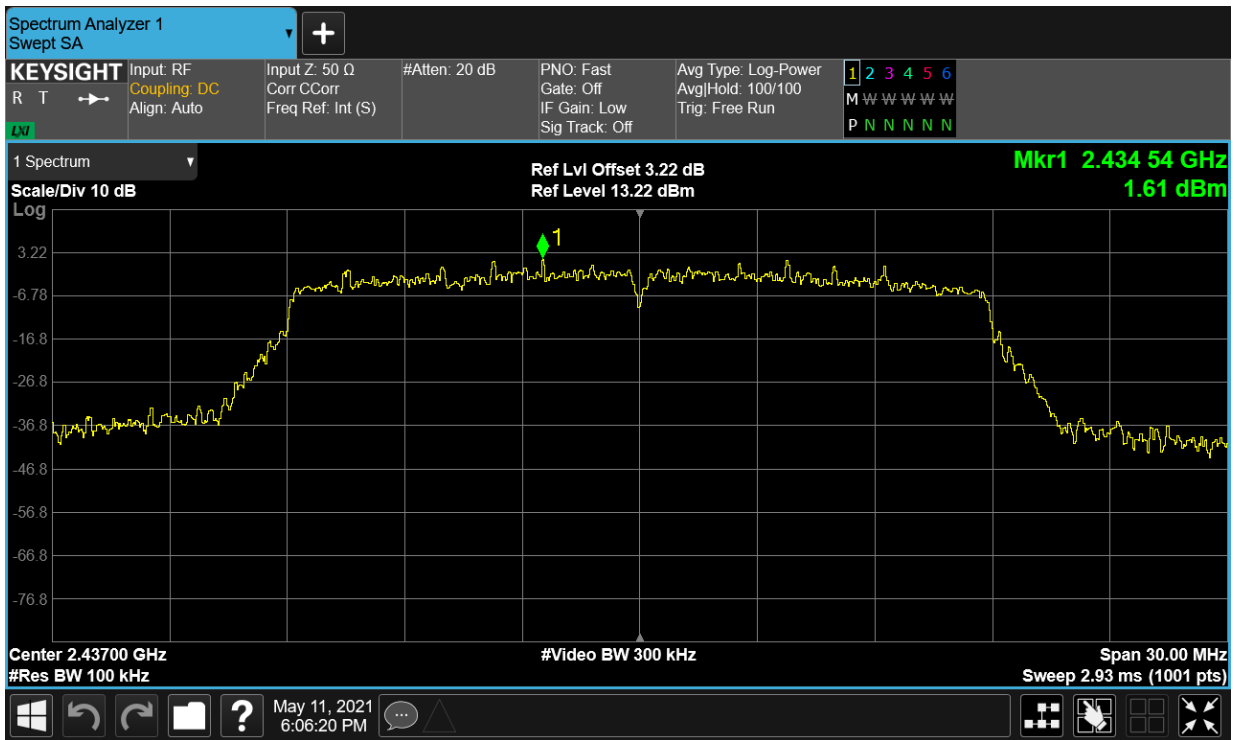 Spectrum Analyzer 1
Swept SA
KEYSIGHT
R T
LXI
Input: RF
Coupling: DC
Align: Auto
Input Z: 50 Ω
Corr CCorr
Freq Ref: Int (S)
#Atten: 20 dB
PNO: Fast
Gate: Off
IF Gain: Low
Sig Track: Off
Avg Type: Log-Power
Avg|Hold: 100/100
Trig: Free Run
1 2 3 4 5 6
M W W W W W
P N N N N N
1 Spectrum
Scale/Div 10 dB
Log
Ref Lvl Offset 3.22 dB
Ref Level 13.22 dBm
Mkr1 2.434 54 GHz
1.61 dBm
1
3.22
-6.78
-16.8
-26.8
-36.8
-46.8
-56.8
-66.8
-76.8
Center 2.43700 GHz
#Res BW 100 kHz
#Video BW 300 kHz
Span 30.00 MHz
Sweep 2.93 ms (1001 pts)
?
May 11, 2021
6:06:20 PM